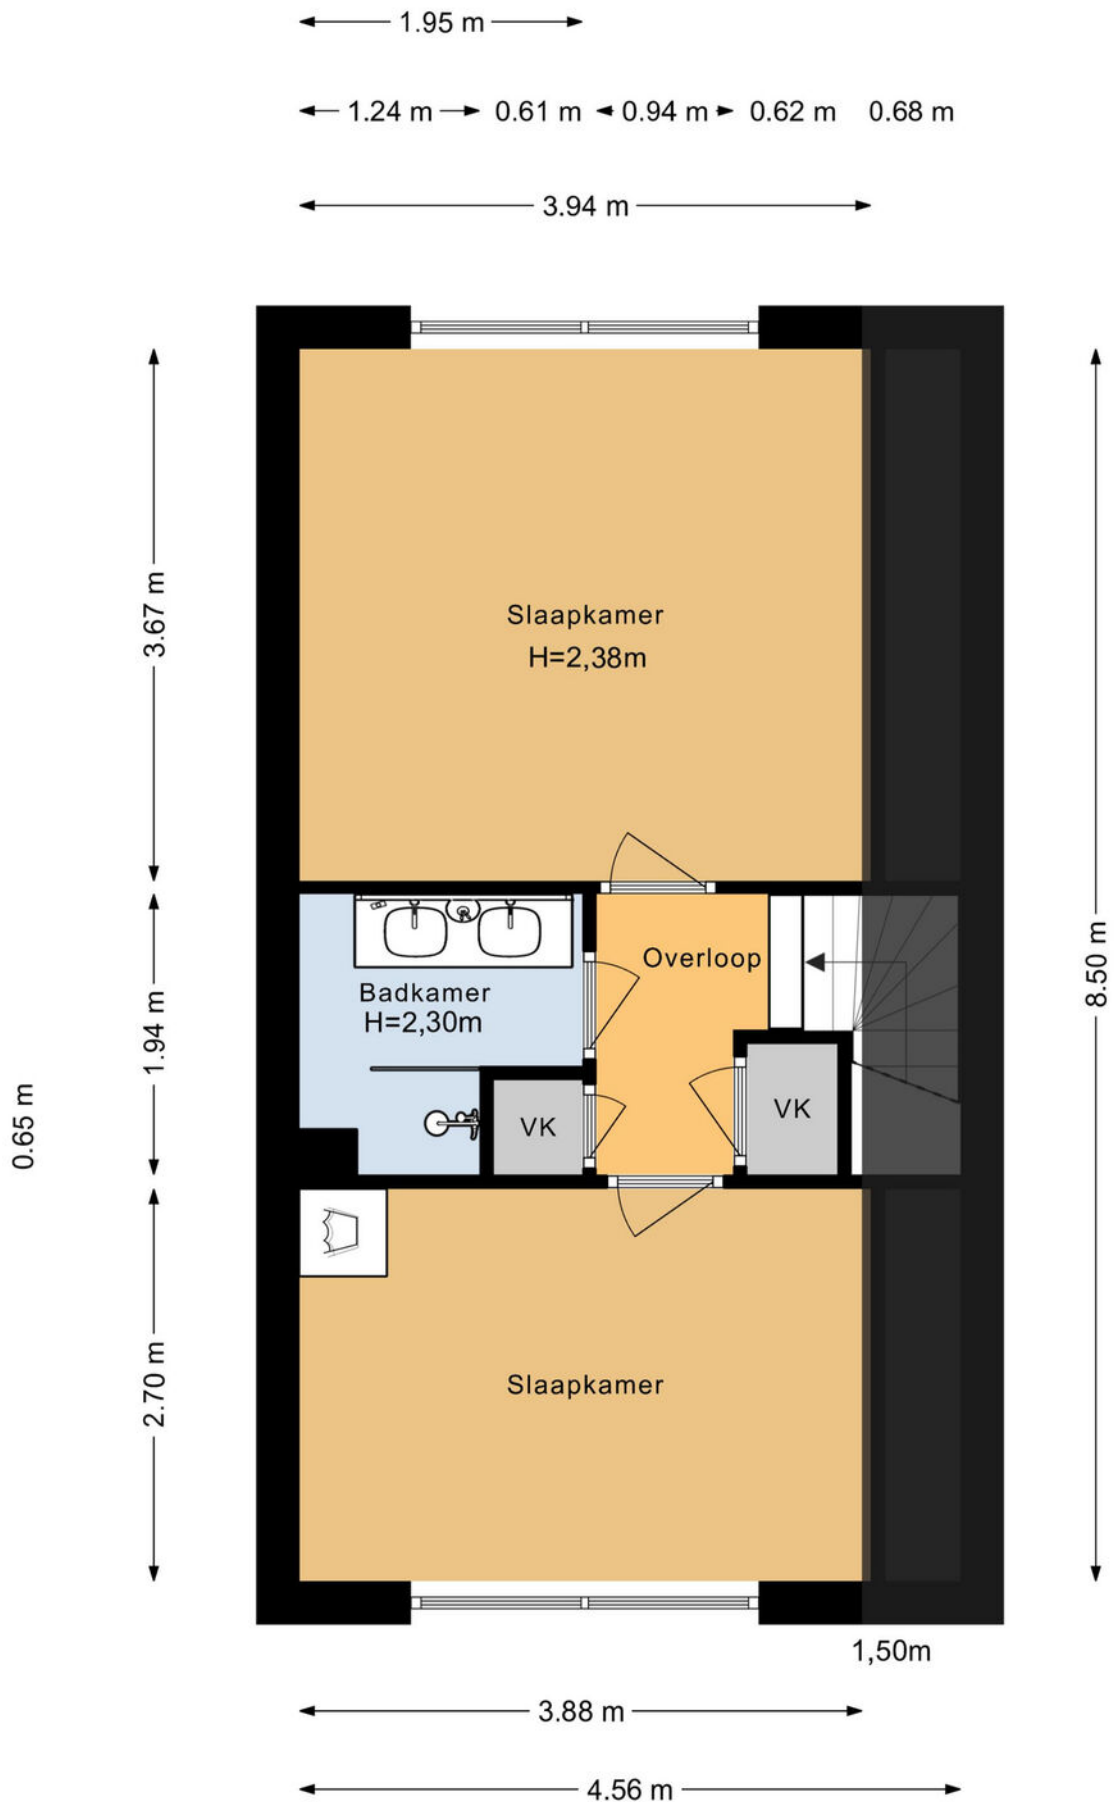 1.95 m
1.24 m 0.61 m 0.94 m 0.62 m 0.68 m
3.94 m
3.67 m
Slaapkamer
H=2,38m
8.50 m
Overloop
Badkamer
H=2,30m
1.94 m
0.65 m
VK
VK
2.70 m
Slaapkamer
1,50m
3.88 m
4.56 m